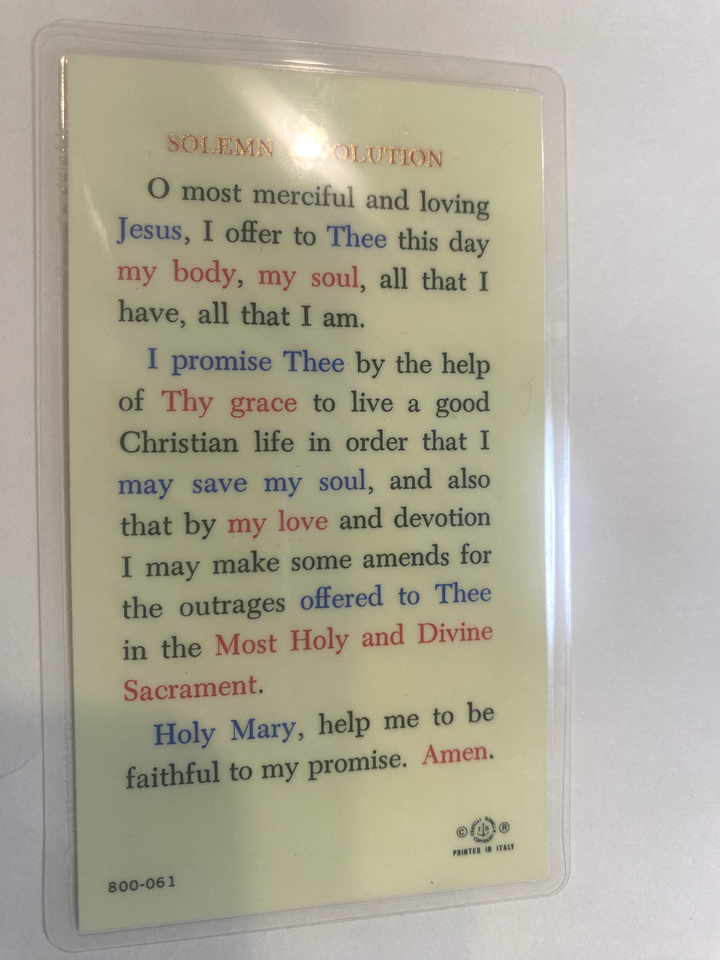 SOLEMN OLUTION
O most merciful and loving
Jesus, I offer to Thee this day
my body, my soul, all that I
have, all that I am.
I promise Thee by the help
of Thy grace to live a good
Christian life in order that I
may save my soul, and also
that by my love and devotion
I may make some amends for
the outrages offered to Thee
in the Most Holy and Divine
Sacrament.
Holy Mary, help me to be
faithful to my promise. Amen.
© ®
PRINTED IN ITALY
800-061